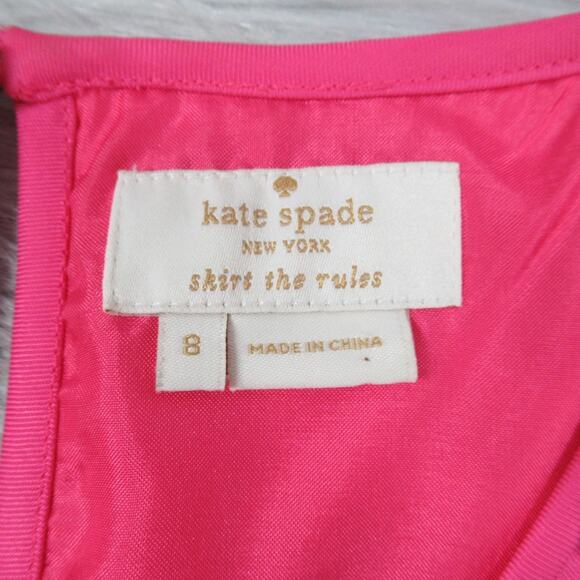 kate spade
NEW YORK
skirt the rules
8
MADE IN CHINA